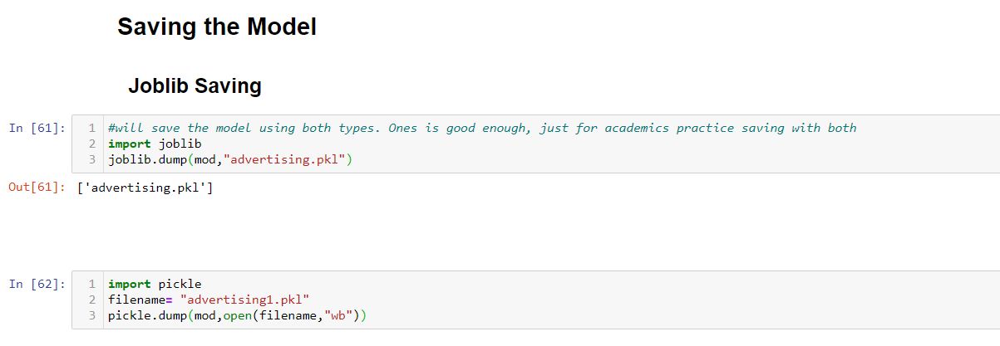 Saving the Model
Joblib Saving
In [61]:
1 #will save the model using both types. Ones is good enough, just for academics practice saving with both
2 import joblib
3 joblib.dump(mod,"advertising.pkl")
Out[61]: ['advertising.pkl']
In [62]:
1 import pickle
2 filename= "advertising1.pkl"
3 pickle.dump(mod,open(filename,"wb"))